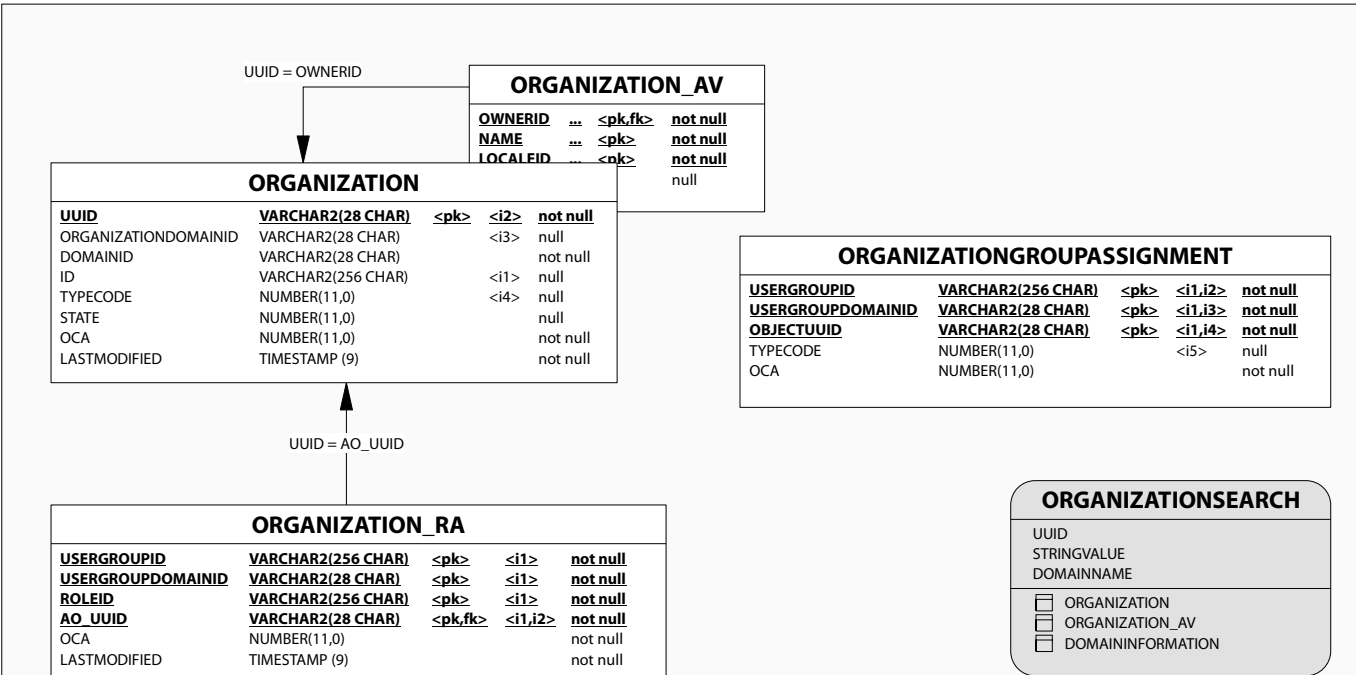 UUID = OWNERID
ORGANIZATION_AV
OWNERID ... <pk,fk> not null
NAME ... <pk> not null
LOCALEID ... <pk> not null
null
ORGANIZATION
UUID VARCHAR2(28 CHAR) <pk> <i2> not null
ORGANIZATIONDOMAINID VARCHAR2(28 CHAR) <i3> null
DOMAINID VARCHAR2(28 CHAR) not null
ID VARCHAR2(256 CHAR) <i1> null
TYPECODE NUMBER(11,0) <i4> null
STATE NUMBER(11,0) null
OCA NUMBER(11,0) not null
LASTMODIFIED TIMESTAMP (9) not null
ORGANIZATIONGROUPASSIGNMENT
USERGROUPID VARCHAR2(256 CHAR) <pk> <i1,i2> not null
USERGROUPDOMAINID VARCHAR2(28 CHAR) <pk> <i1,i3> not null
OBJECTUUID VARCHAR2(28 CHAR) <pk> <i1,i4> not null
TYPECODE NUMBER(11,0) <i5> null
OCA NUMBER(11,0) not null
UUID = AO_UUID
ORGANIZATION_RA
USERGROUPID VARCHAR2(256 CHAR) <pk> <i1> not null
USERGROUPDOMAINID VARCHAR2(28 CHAR) <pk> <i1> not null
ROLEID VARCHAR2(256 CHAR) <pk> <i1> not null
AO_UUID VARCHAR2(28 CHAR) <pk,fk> <i1,i2> not null
OCA NUMBER(11,0) not null
LASTMODIFIED TIMESTAMP (9) not null
ORGANIZATIONSEARCH
UUID
STRINGVALUE
DOMAINNAME
ORGANIZATION
ORGANIZATION_AV
DOMAININFORMATION